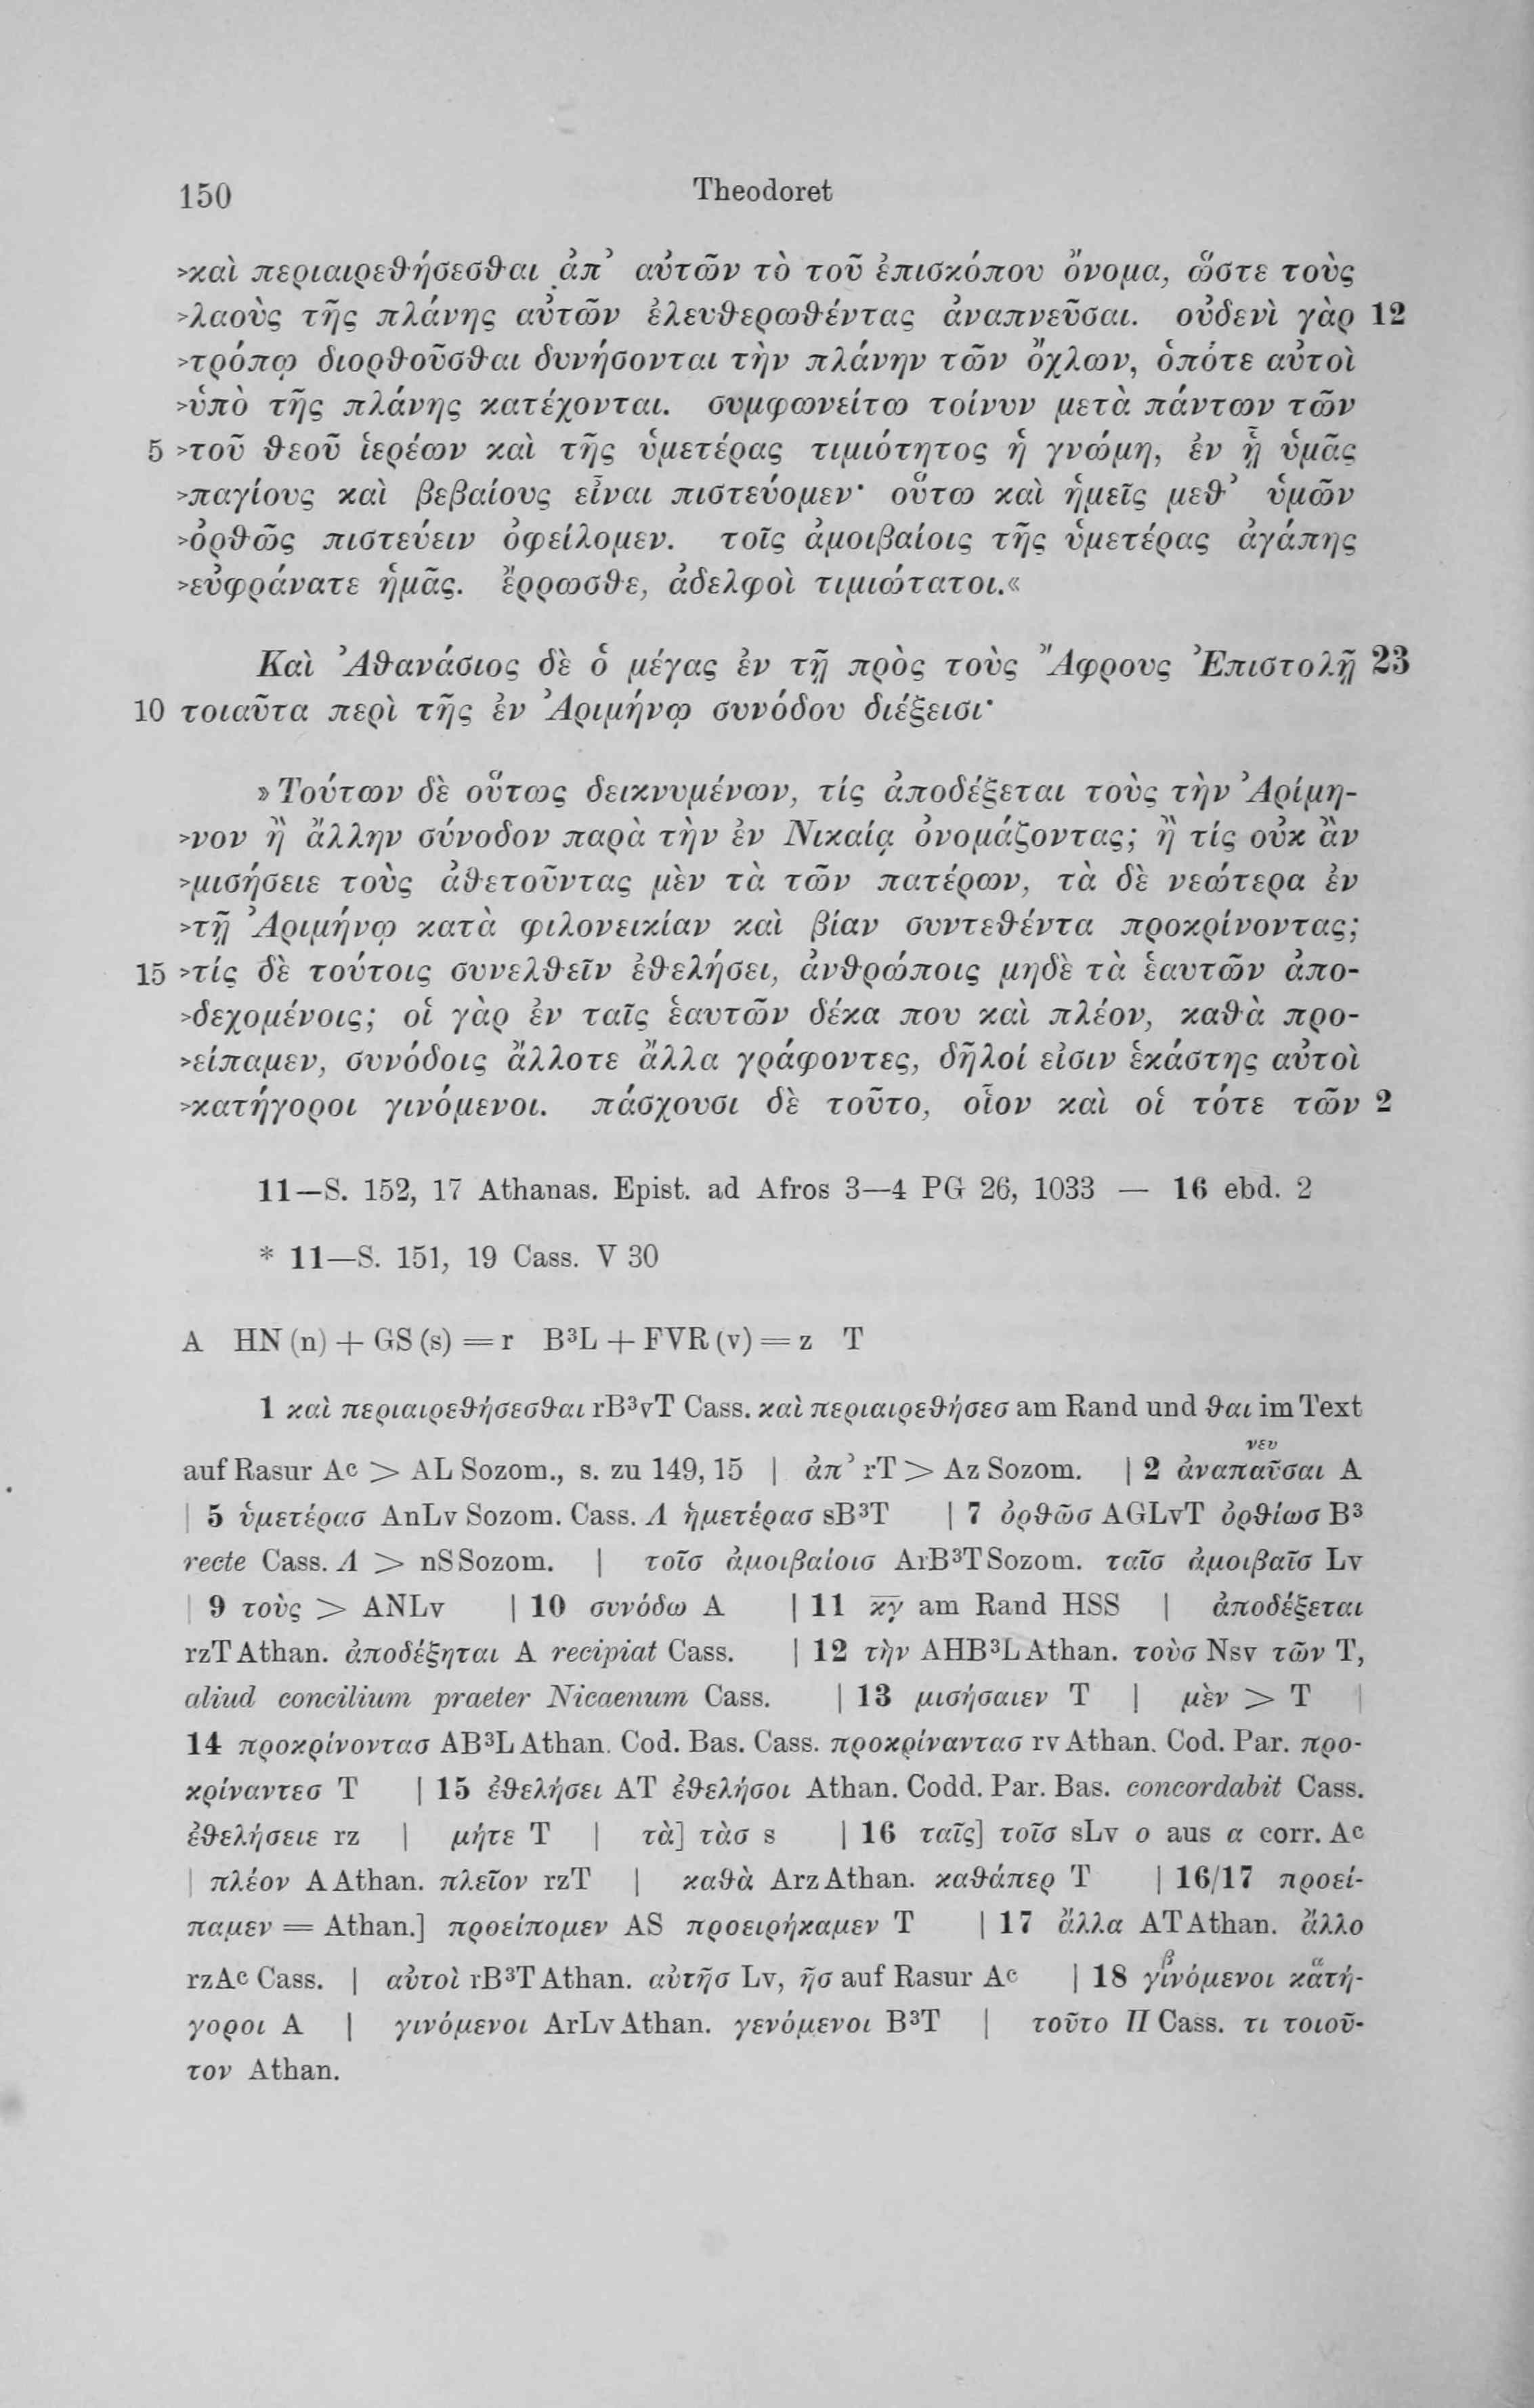 150 Theodoret
>καὶ περιαιρεθήσεσθαι ἀπ’ αὐτῶν τὸ τοῦ ἐπισκόπου ὄνομα, ὥστε τοὺς
>λαοὺς τῆς πλάνης αὐτῶν ἐλευθερωθέντας ἀναπνεῦσαι. οὐδενὶ γὰρ 12
>τρόπῳ διορθοῦσθαι δυνήσονται τὴν πλάνην τῶν ὄχλων, ὁπότε αὐτοὶ
>ὑπὸ τῆς πλάνης κατέχονται. συμφωνείτω τοίνυν μετὰ πάντων τῶν
5 >τοῦ θεοῦ ἱερέων καὶ τῆς ὑμετέρας τιμιότητος ἡ γνώμη, ἐν ᾗ ὑμᾶς
>παγίους καὶ βεβαίους εἶναι πιστεύομεν· οὕτω καὶ ἡμεῖς μεθ’ ὑμῶν
>ὀρθῶς πιστεύειν ὀφείλομεν. τοῖς ἀμοιβαίοις τῆς ὑμετέρας ἀγάπης
>εὐφράνατε ἡμᾶς. ἔρρωσθε, ἀδελφοὶ τιμιώτατοι.«
Καὶ Ἀθανάσιος δὲ ὁ μέγας ἐν τῇ πρὸς τοὺς Ἄφρους Ἐπιστολῇ 23
10 τοιαῦτα περὶ τῆς ἐν Ἀριμήνῳ συνόδου διέξεισι·
»Τούτων δὲ οὕτως δεικνυμένων, τίς ἀποδέξεται τοὺς τὴν Ἀρίμη-
>νον ἢ ἄλλην σύνοδον παρὰ τὴν ἐν Νικαίᾳ ὀνομάζοντας; ἢ τίς οὐκ ἂν
>μισήσειε τοὺς ἀθετοῦντας μὲν τὰ τῶν πατέρων, τὰ δὲ νεώτερα ἐν
>τῇ Ἀριμήνῳ κατὰ φιλονεικίαν καὶ βίαν συντεθέντα προκρίνοντας;
15 >τίς δὲ τούτοις συνελθεῖν ἐθελήσει, ἀνθρώποις μηδὲ τὰ ἑαυτῶν ἀπο-
>δεχομένοις; οἱ γὰρ ἐν ταῖς ἑαυτῶν δέκα που καὶ πλέον, καθὰ προ-
>είπαμεν, συνόδοις ἄλλοτε ἄλλα γράφοντες, δῆλοί εἰσιν ἑκάστης αὐτοὶ
>κατήγοροι γινόμενοι. πάσχουσι δὲ τοῦτο, οἷον καὶ οἱ τότε τῶν 2
11—S. 152, 17 Athanas. Epist. ad Afros 3—4 PG 26, 1033 — 16 ebd. 2
* 11—S. 151, 19 Cass. V 30
A HN (n) + GS (s) = r B³L + FVR (v) = z T
1 καὶ περιαιρεθήσεσθαι rB³vT Cass. καὶ περιαιρεθήσεσ am Rand und θαι im Text
auf Rasur Aᶜ > AL Sozom., s. zu 149, 15 | ἀπ’ rT > Az Sozom. | 2 ἀναπαῦσαι A
νευ
| 5 ὑμετέρασ AnLv Sozom. Cass. Λ ἡμετέρασ sB³T | 7 ὀρθῶσ AGLvT ὀρθίωσ B³
recte Cass. Λ > nS Sozom. | τοῖσ ἀμοιβαίοισ ArB³T Sozom. ταῖσ ἀμοιβαῖσ Lv
| 9 τοὺς > ANLv | 10 συνόδω A | 11 κγ am Rand HSS | ἀποδέξεται
rzT Athan. ἀποδέξηται A recipiat Cass. | 12 τὴν AHB³L Athan. τοὺσ Nsv τῶν T,
aliud concilium praeter Nicaenum Cass. | 13 μισήσαιεν T | μὲν > T |
14 προκρίνοντασ AB³L Athan. Cod. Bas. Cass. προκρίναντασ rv Athan. Cod. Par. προ-
κρίναντεσ T | 15 ἐθελήσει AT ἐθελήσοι Athan. Codd. Par. Bas. concordabit Cass.
ἐθελήσειε rz | μήτε T | τὰ] τὰσ s | 16 ταῖς] τοῖσ sLv ο aus α corr. Aᶜ
| πλέον A Athan. πλεῖον rzT | καθὰ Arz Athan. καθάπερ T | 16/17 προεί-
παμεν = Athan.] προείπομεν AS προειρήκαμεν T | 17 ἄλλα AT Athan. ἄλλο
rzAᶜ Cass. | αὐτοὶ rB³T Athan. αὐτῆσ Lv, ῆσ auf Rasur Aᶜ | 18 γινόμενοι κατή-
γοροι A | γινόμενοι ArLv Athan. γενόμενοι B³T | τοῦτο Π Cass. τι τοιοῦ-
τον Athan.